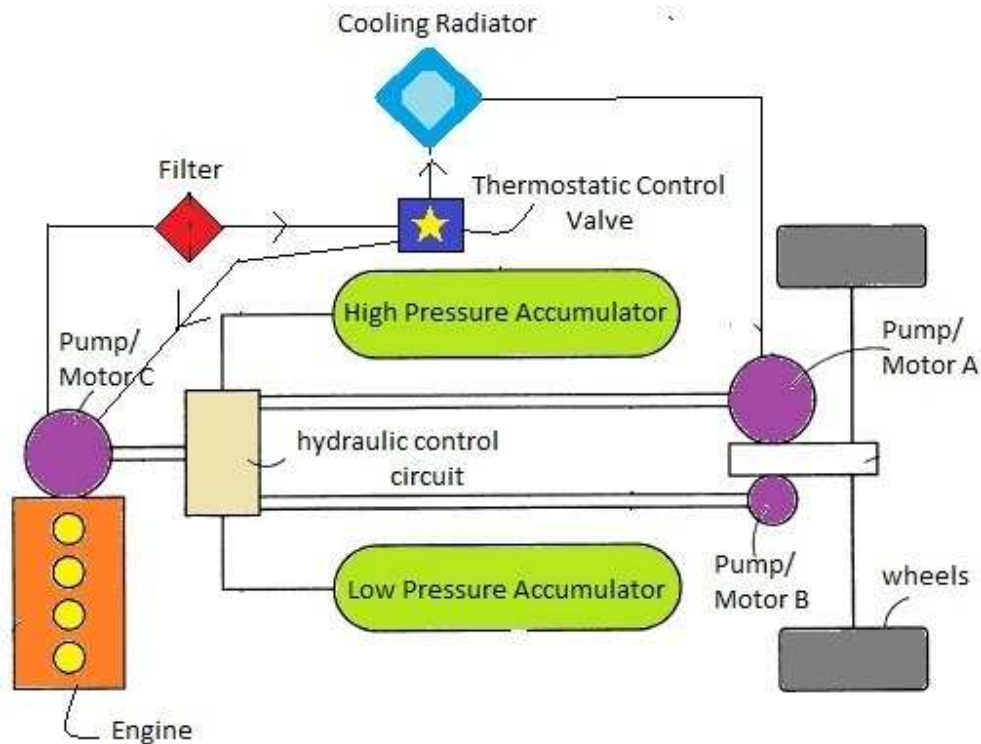 Cooling Radiator
Filter
Thermostatic Control
Valve
High Pressure Accumulator
Pump/
Motor C
Pump/
Motor A
hydraulic control
circuit
Low Pressure Accumulator
Pump/
Motor B
wheels
Engine